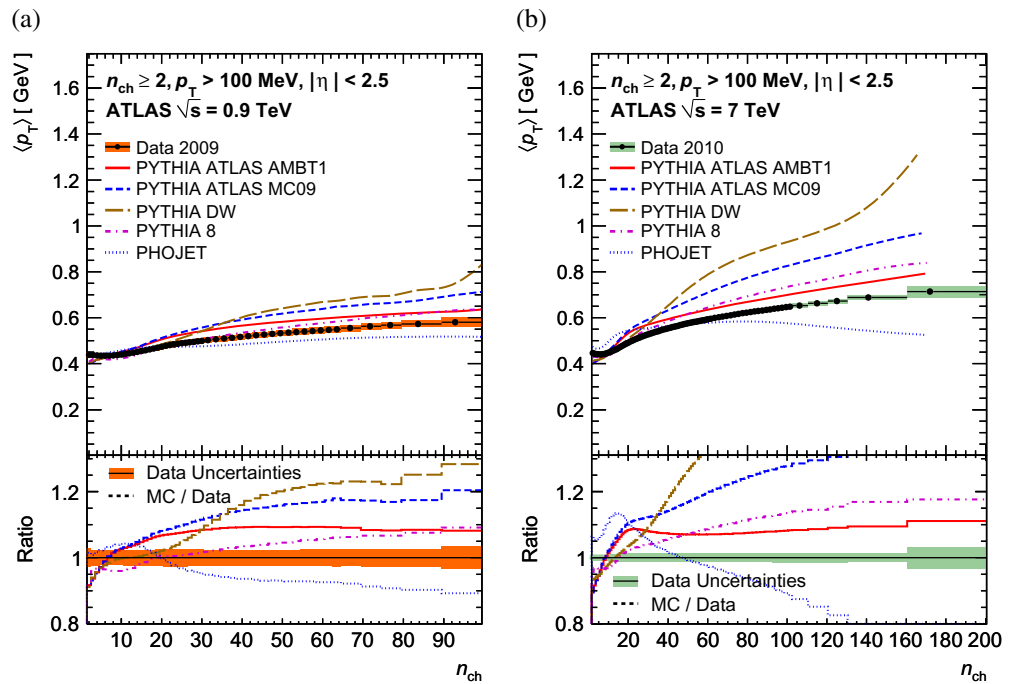 (a)
⟨p_T⟩ [ GeV ]
1.6
1.4
1.2
1
0.8
0.6
0.4
0.2
n_ch ≥ 2, p_T > 100 MeV, | η | < 2.5
ATLAS √s = 0.9 TeV
Data 2009
PYTHIA ATLAS AMBT1
PYTHIA ATLAS MC09
PYTHIA DW
PYTHIA 8
PHOJET
Ratio
1.2
1
0.8
Data Uncertainties
MC / Data
10 20 30 40 50 60 70 80 90
n_ch
(b)
⟨p_T⟩ [ GeV ]
1.6
1.4
1.2
1
0.8
0.6
0.4
0.2
n_ch ≥ 2, p_T > 100 MeV, | η | < 2.5
ATLAS √s = 7 TeV
Data 2010
PYTHIA ATLAS AMBT1
PYTHIA ATLAS MC09
PYTHIA DW
PYTHIA 8
PHOJET
Ratio
1.2
1
0.8
Data Uncertainties
MC / Data
20 40 60 80 100 120 140 160 180 200
n_ch